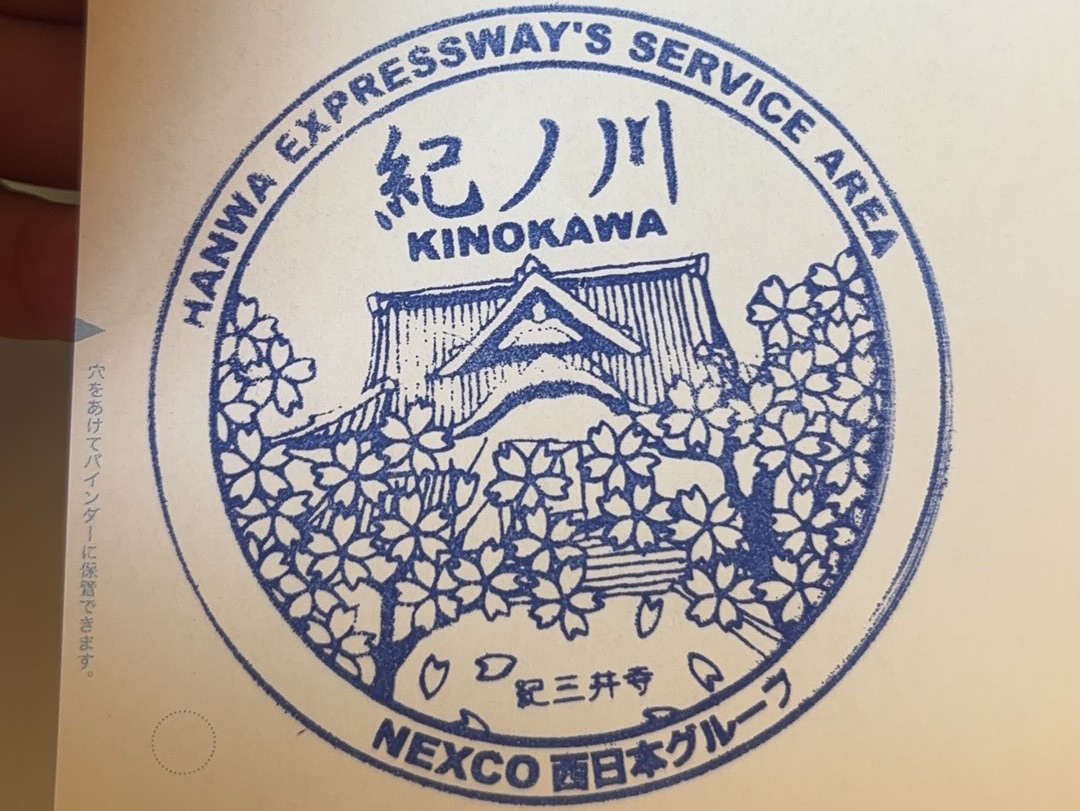 HANWA EXPRESSWAY'S SERVICE AREA
紀ノ川
KINOKAWA
紀三井寺
NEXCO 西日本グループ
穴をあけてバインダーに保管できます。